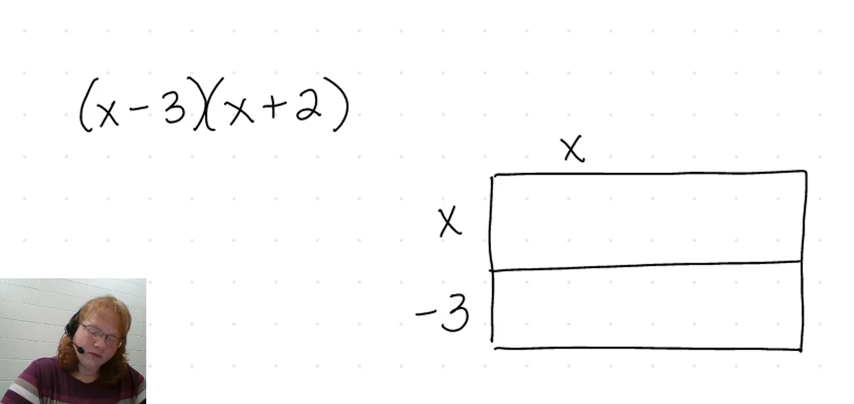 (x-3)(x+2)
x
x
-3